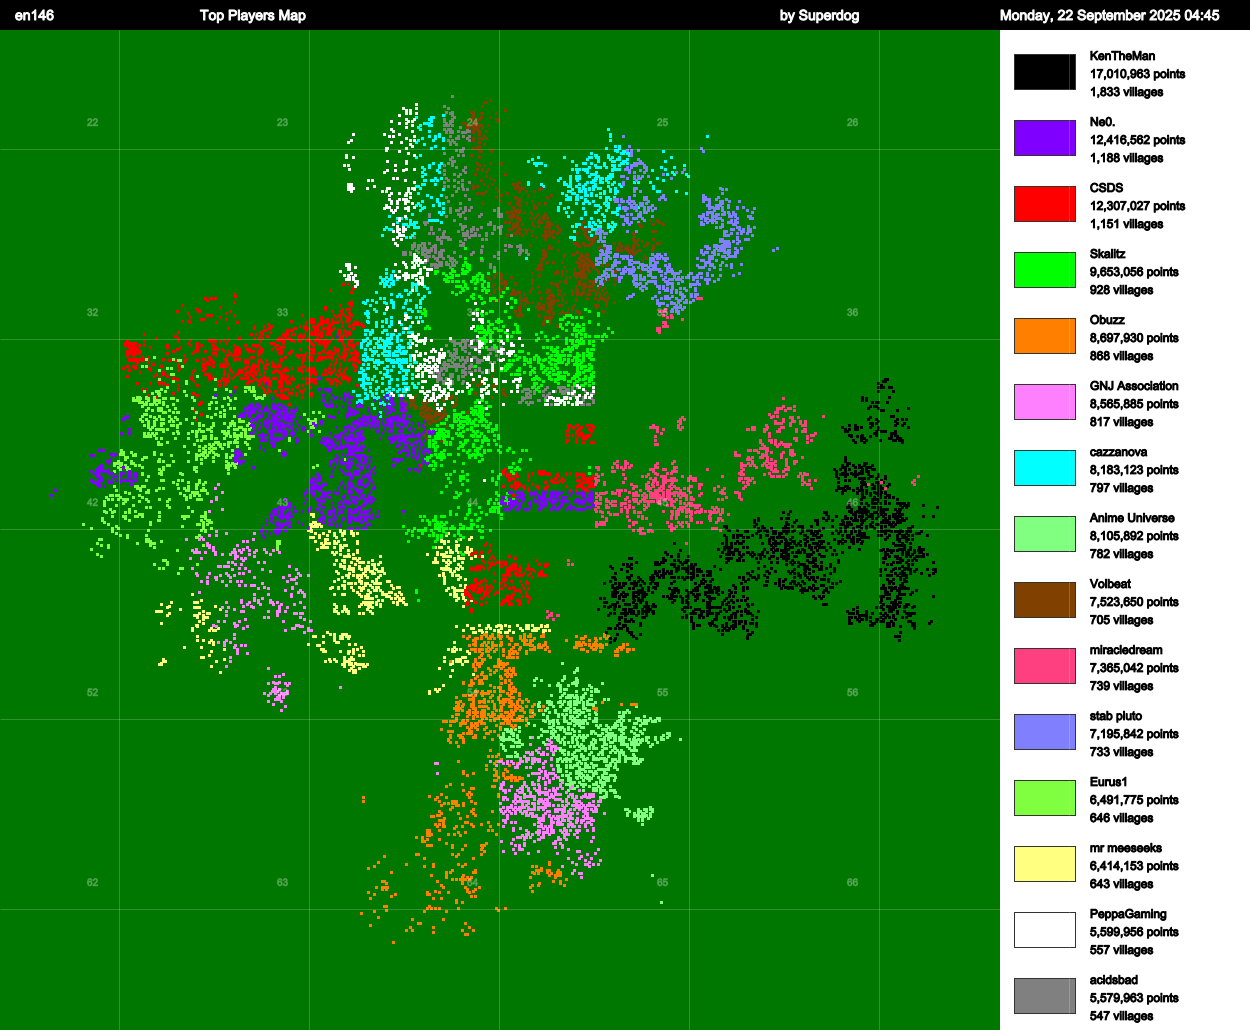 en146 Top Players Map by Superdog Monday, 22 September 2025 04:45
KenTheMan
17,010,963 points
1,833 villages
Ne0.
12,416,562 points
1,188 villages
CSDS
12,307,027 points
1,151 villages
Skalitz
9,653,056 points
928 villages
Obuzz
8,697,930 points
868 villages
GNJ Association
8,565,885 points
817 villages
cazzanova
8,183,123 points
797 villages
Anime Universe
8,105,892 points
782 villages
Volbeat
7,523,650 points
705 villages
miracledream
7,365,042 points
739 villages
stab pluto
7,195,842 points
733 villages
Eurus1
6,491,775 points
646 villages
mr meeseeks
6,414,153 points
643 villages
PeppaGaming
5,599,956 points
557 villages
acidsbad
5,579,963 points
547 villages
22 23 24 25 26
32 33 36
42 43 44
52 55 56
62 63 64 65 66